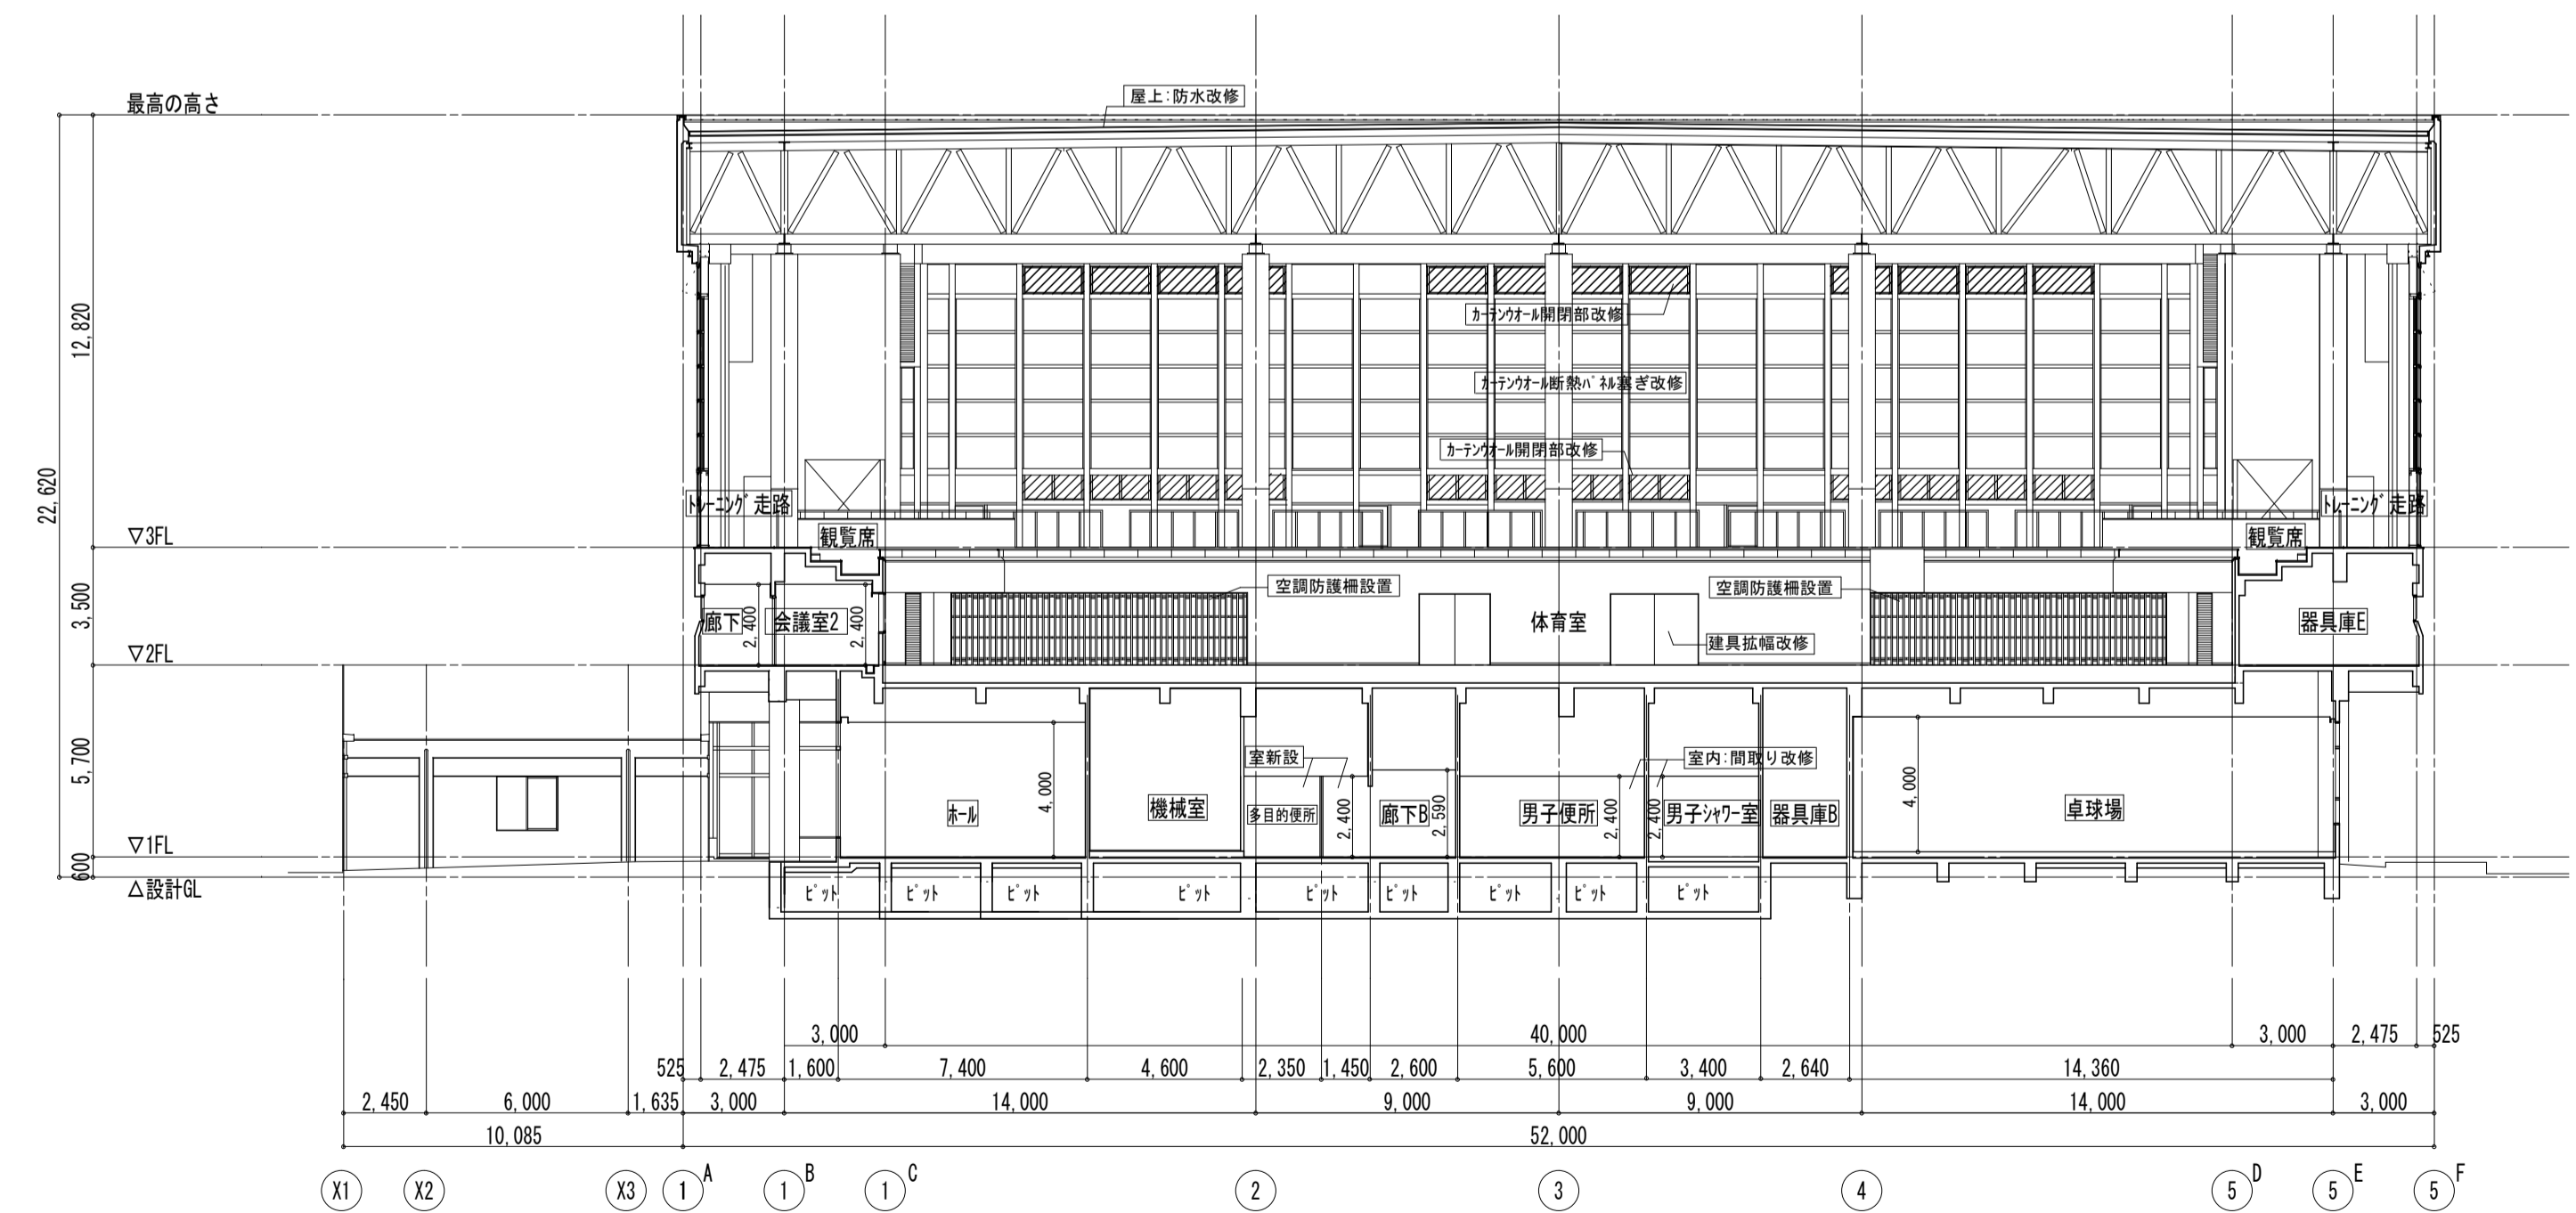 屋上:防水改修
最高の高さ
カーテンウォール開閉部改修
12,820
カーテンウォール断熱パネル塞ぎ改修
カーテンウォール開閉部改修
22,620
トレーニング走路
トレーニング走路
▽3FL
観覧席
観覧席
3,500
空調防護柵設置
空調防護柵設置
廊下
2,400
会議室2
2,400
体育室
器具庫E
建具拡幅改修
▽2FL
5,700
室新設
室内:間取り改修
ホール
4,000
機械室
多目的便所
2,400
廊下B
2,590
男子便所
2,400
2,400
男子シャワー室
器具庫B
4,000
卓球場
▽1FL
600
△設計GL
ピット
ピット
ピット
ピット
ピット
ピット
ピット
ピット
ピット
3,000
40,000
3,000
2,475
525
525
2,475
1,600
7,400
4,600
2,350
1,450
2,600
5,600
3,400
2,640
14,360
2,450
6,000
1,635
3,000
14,000
9,000
9,000
14,000
3,000
10,085
52,000
X1
X2
X3
1 A
1 B
1 C
2
3
4
5 D
5 E
5 F